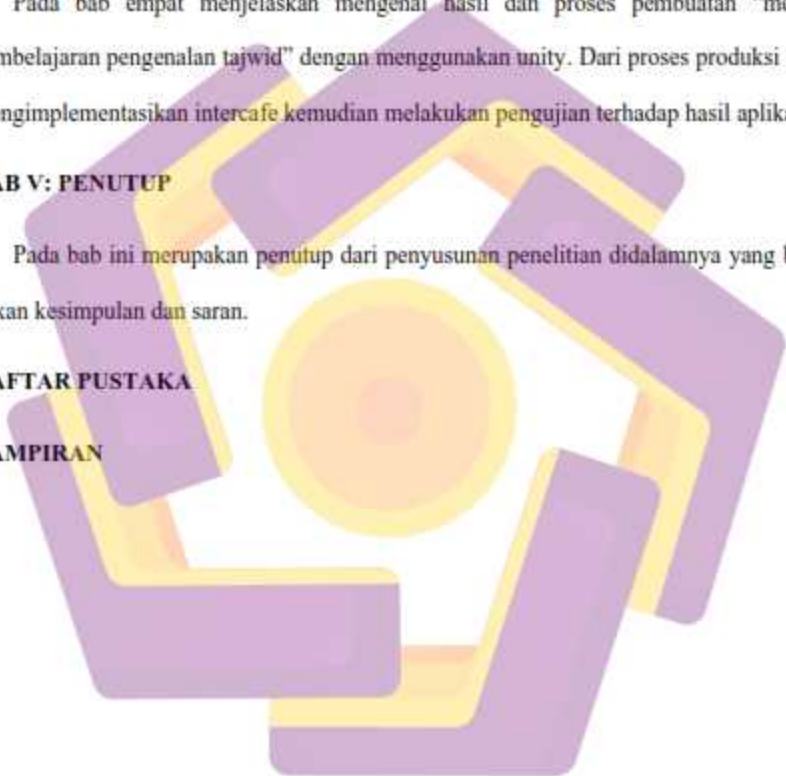 Pada bab empat menjelaskan mengenai hasil dan proses pembuatan “me
mbelajaran pengenalan tajwid” dengan menggunakan unity. Dari proses produksi
engimplementasikan intercafe kemudian melakukan pengujian terhadap hasil aplika
AB V: PENUTUP
Pada bab ini merupakan penutup dari penyusunan penelitian didalamnya yang b
kan kesimpulan dan saran.
AFTAR PUSTAKA
AMPIRAN